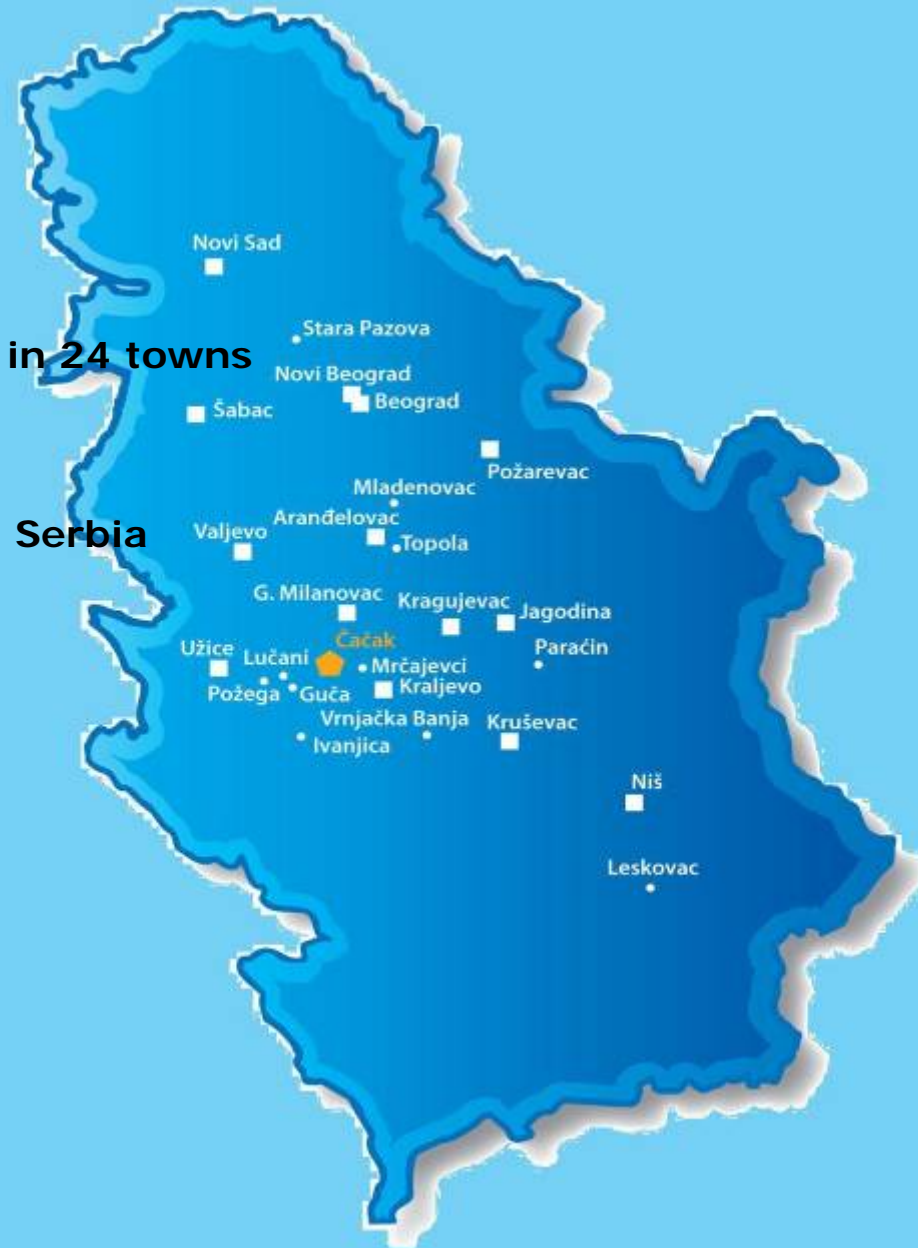 Novi Sad
Stara Pazova
in 24 towns
Novi Beograd
Beograd
Šabac
Požarevac
Mladenovac
Aranđelovac
Serbia
Valjevo
Topola
G. Milanovac
Kragujevac
Jagodina
Čačak
Užice
Lučani
Mrčajevci
Paraćin
Požega
Guča
Kraljevo
Vrnjačka Banja
Kruševac
Ivanjica
Niš
Leskovac